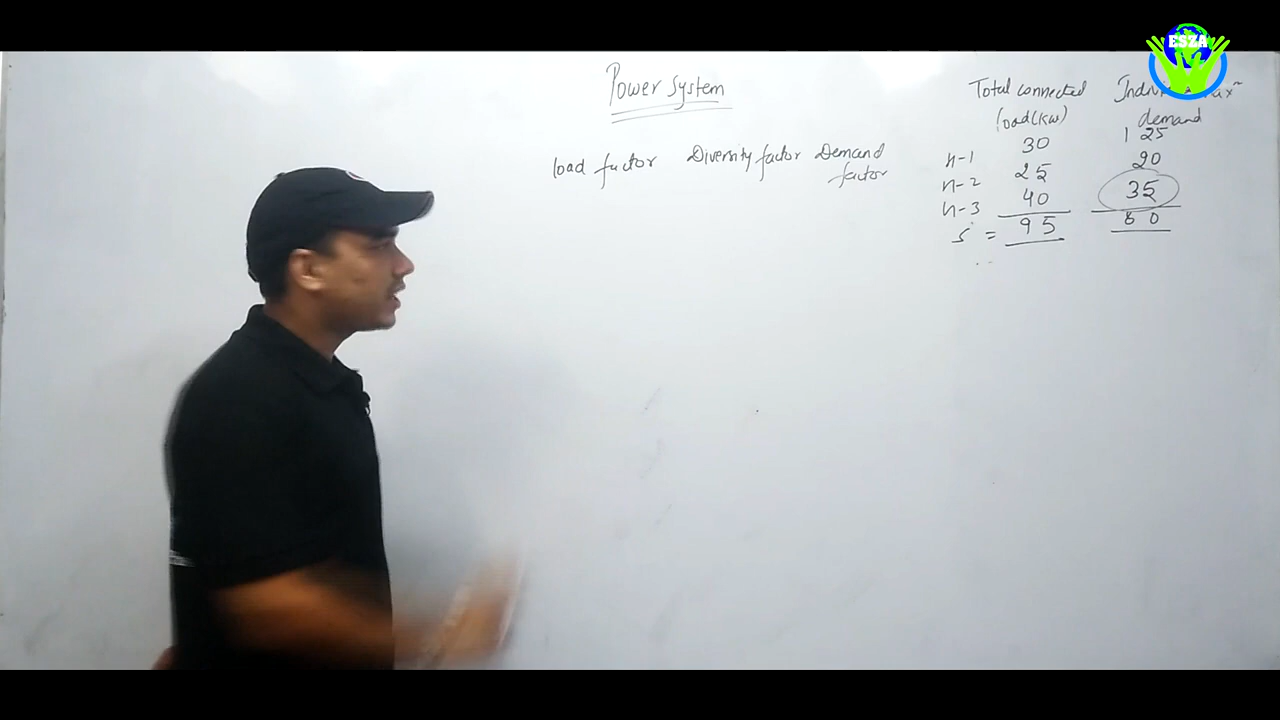 ESZA
Power System
Total connected
load (kw)
demand
load factor Diversity factor Demand
factor
h-1 30 25
h-2 25 20
h-3 40 35
= 95 80